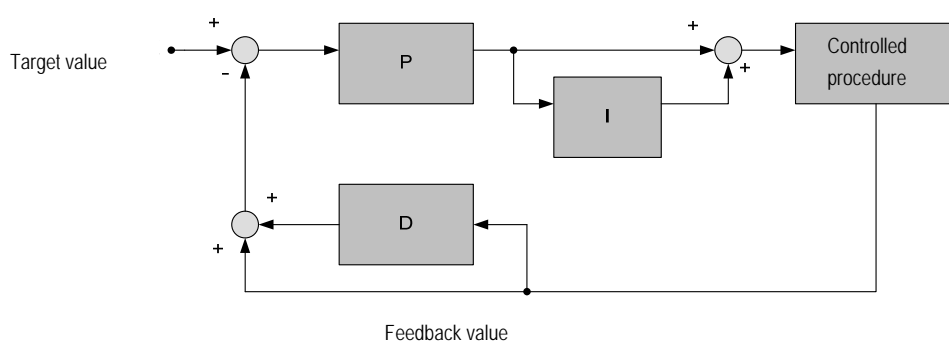 +
+
Target value
P
Controlled
procedure
-
+
I
+
D
+
Feedback value